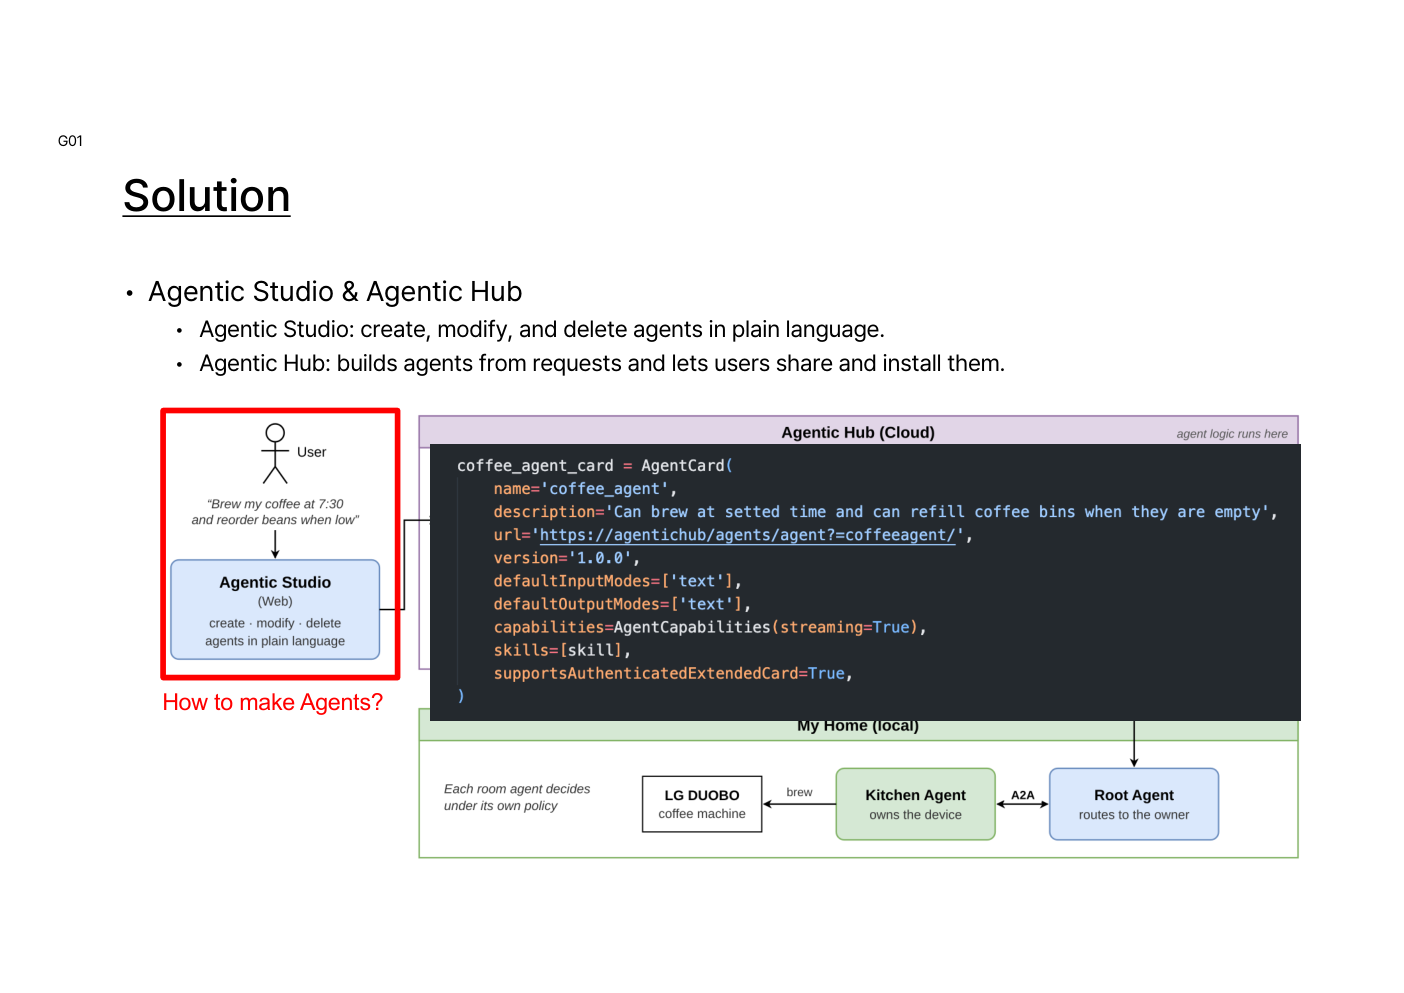 G01
Solution
• Agentic Studio & Agentic Hub
• Agentic Studio: create, modify, and delete agents in plain language.
• Agentic Hub: builds agents from requests and lets users share and install them.
User
“Brew my coffee at 7:30
and reorder beans when low”
Agentic Studio
(Web)
create · modify · delete
agents in plain language
How to make Agents?
Agentic Hub (Cloud)
agent logic runs here
coffee_agent_card = AgentCard(
    name='coffee_agent',
    description='Can brew at setted time and can refill coffee bins when they are empty',
    url='https://agentichub/agents/agent?=coffeeagent/',
    version='1.0.0',
    defaultInputModes=['text'],
    defaultOutputModes=['text'],
    capabilities=AgentCapabilities(streaming=True),
    skills=[skill],
    supportsAuthenticatedExtendedCard=True,
)
My Home (local)
Each room agent decides
under its own policy
LG DUOBO
coffee machine
brew
Kitchen Agent
owns the device
A2A
Root Agent
routes to the owner